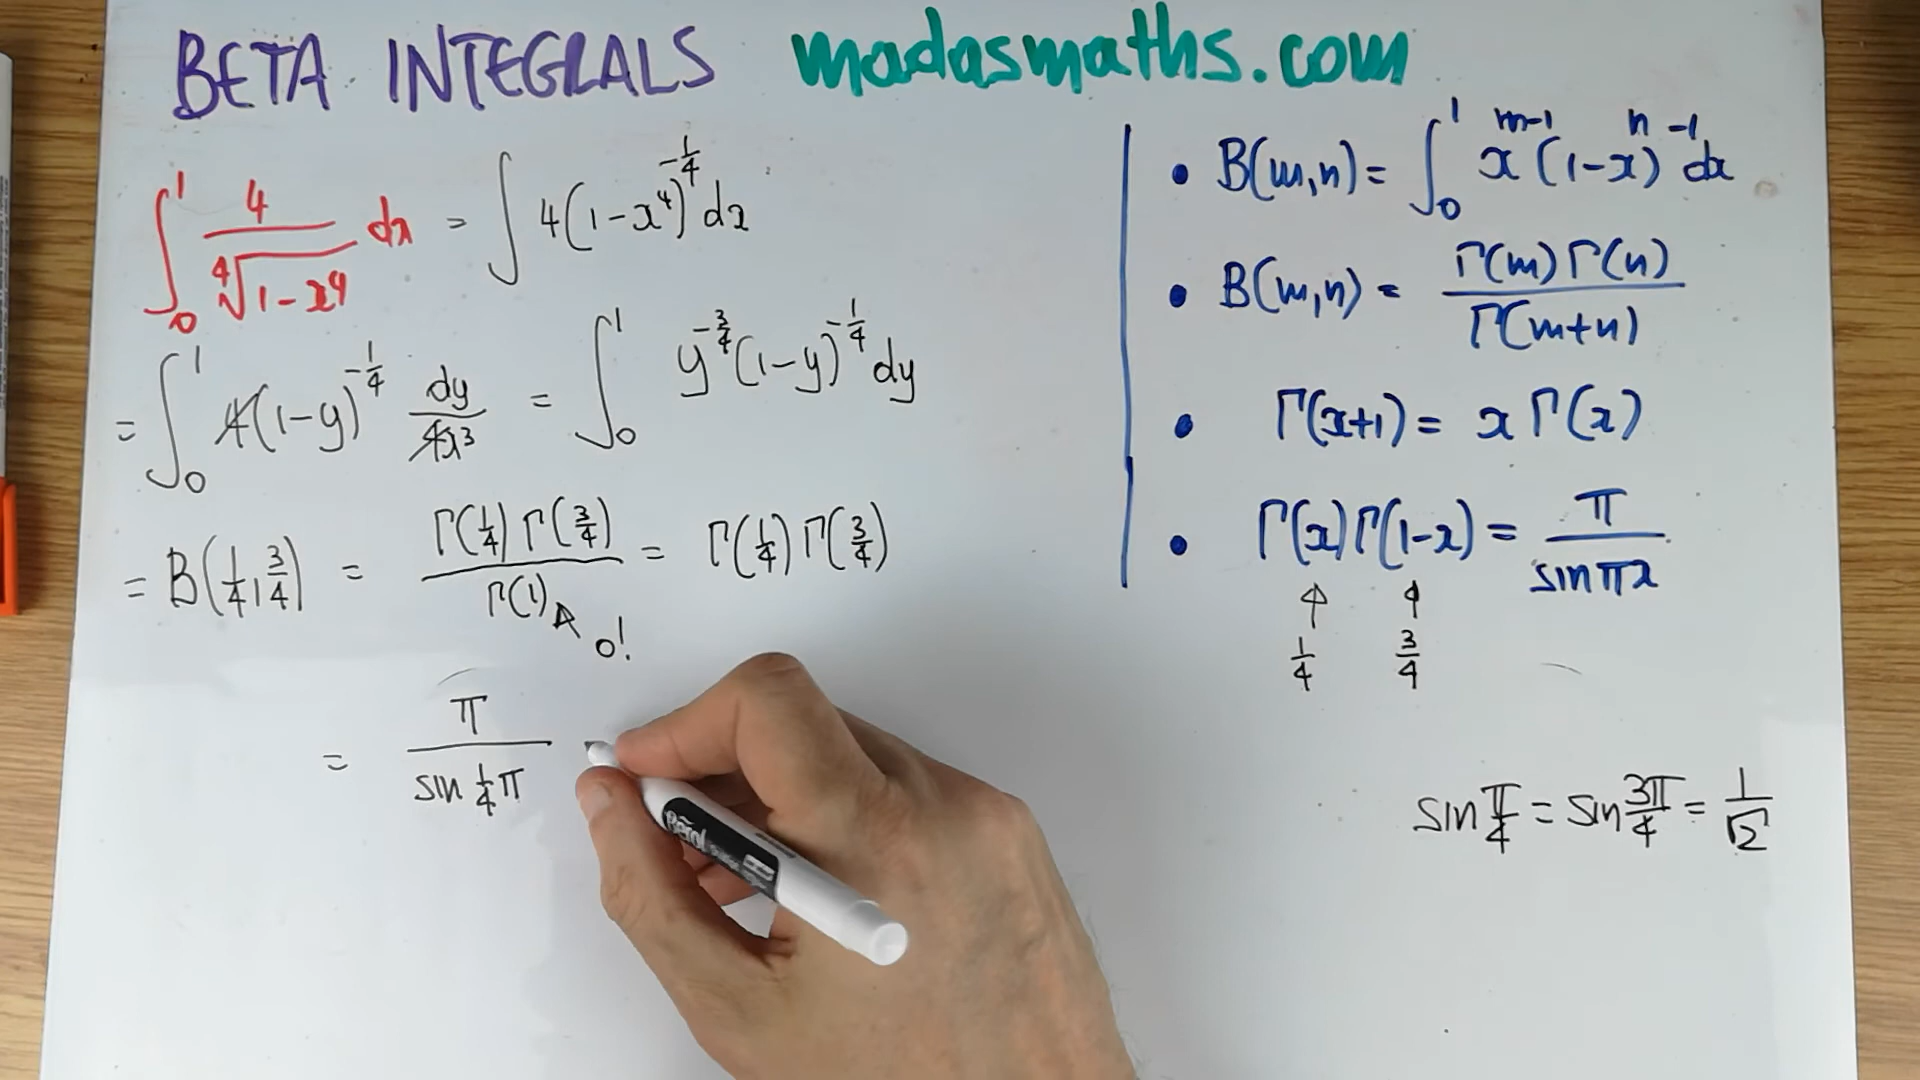 BETA INTEGRALS madasmaths.com
∫₀¹ 4/∜(1-x⁴) dx = ∫ 4(1-x⁴)^(-1/4) dx
= ∫₀¹ 4(1-y)^(-1/4) dy/4x³ = ∫₀¹ y^(-3/4) (1-y)^(-1/4) dy
= B(1/4, 3/4) = Γ(1/4)Γ(3/4)/Γ(1) = Γ(1/4)Γ(3/4)
0!
= π/sin 1/4 π
• B(m,n) = ∫₀¹ x^(m-1) (1-x)^(n-1) dx
• B(m,n) = Γ(m)Γ(n)/Γ(m+n)
• Γ(x+1) = xΓ(x)
• Γ(x)Γ(1-x) = π/sin πx
1/4 3/4
sin π/4 = sin 3π/4 = 1/√2
Berol